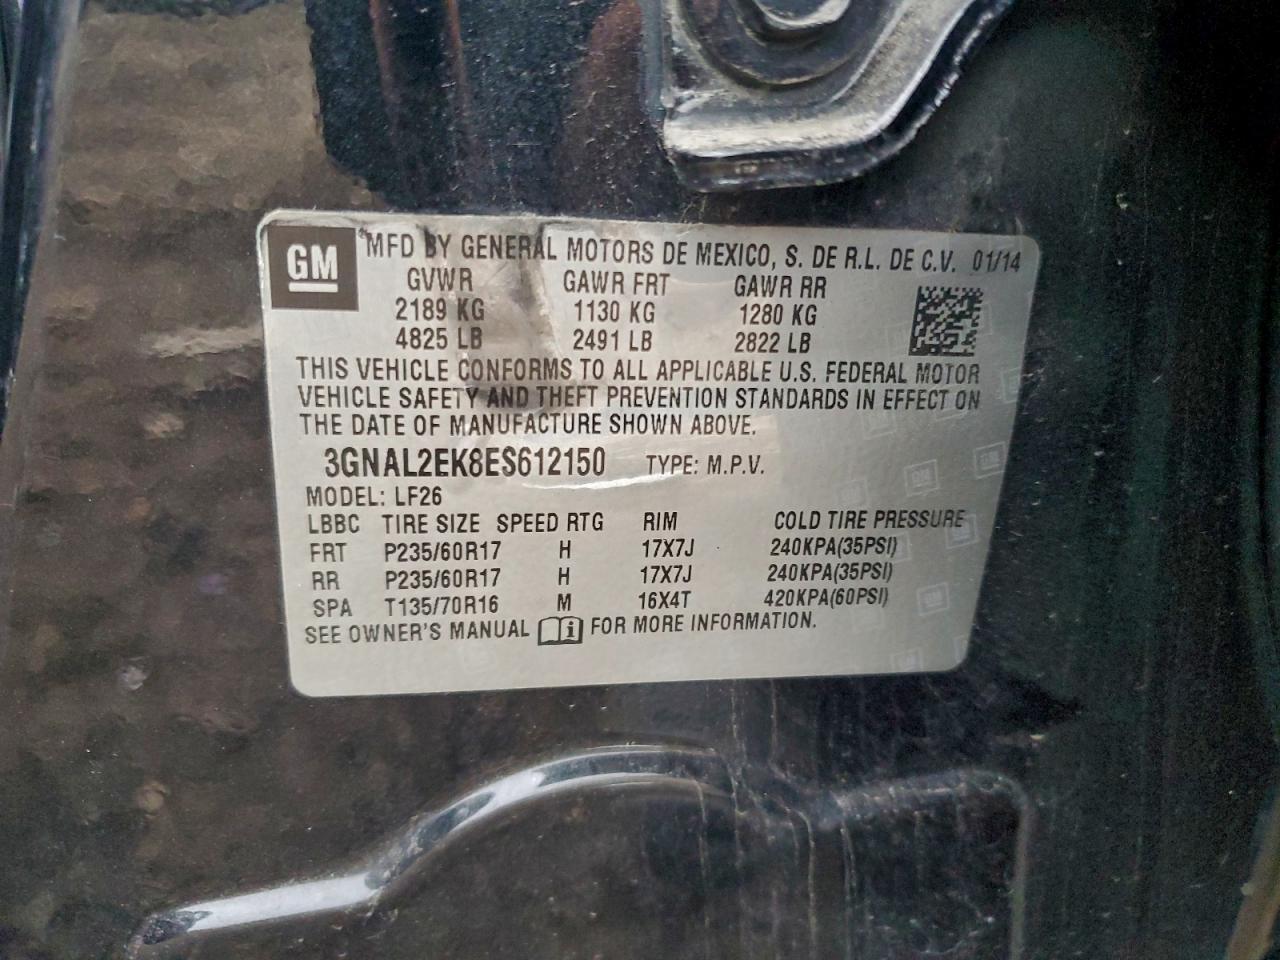 GM MFD BY GENERAL MOTORS DE MEXICO, S. DE R.L. DE C.V. 01/14
GVWR GAWR FRT GAWR RR
2189 KG 1130 KG 1280 KG
4825 LB 2491 LB 2822 LB
THIS VEHICLE CONFORMS TO ALL APPLICABLE U.S. FEDERAL MOTOR
VEHICLE SAFETY AND THEFT PREVENTION STANDARDS IN EFFECT ON
THE DATE OF MANUFACTURE SHOWN ABOVE.
3GNAL2EK8ES612150 TYPE: M.P.V.
MODEL: LF26
LBBC TIRE SIZE SPEED RTG RIM COLD TIRE PRESSURE
FRT P235/60R17 H 17X7J 240KPA(35PSI)
RR P235/60R17 H 17X7J 240KPA(35PSI)
SPA T135/70R16 M 16X4T 420KPA(60PSI)
SEE OWNER'S MANUAL FOR MORE INFORMATION.